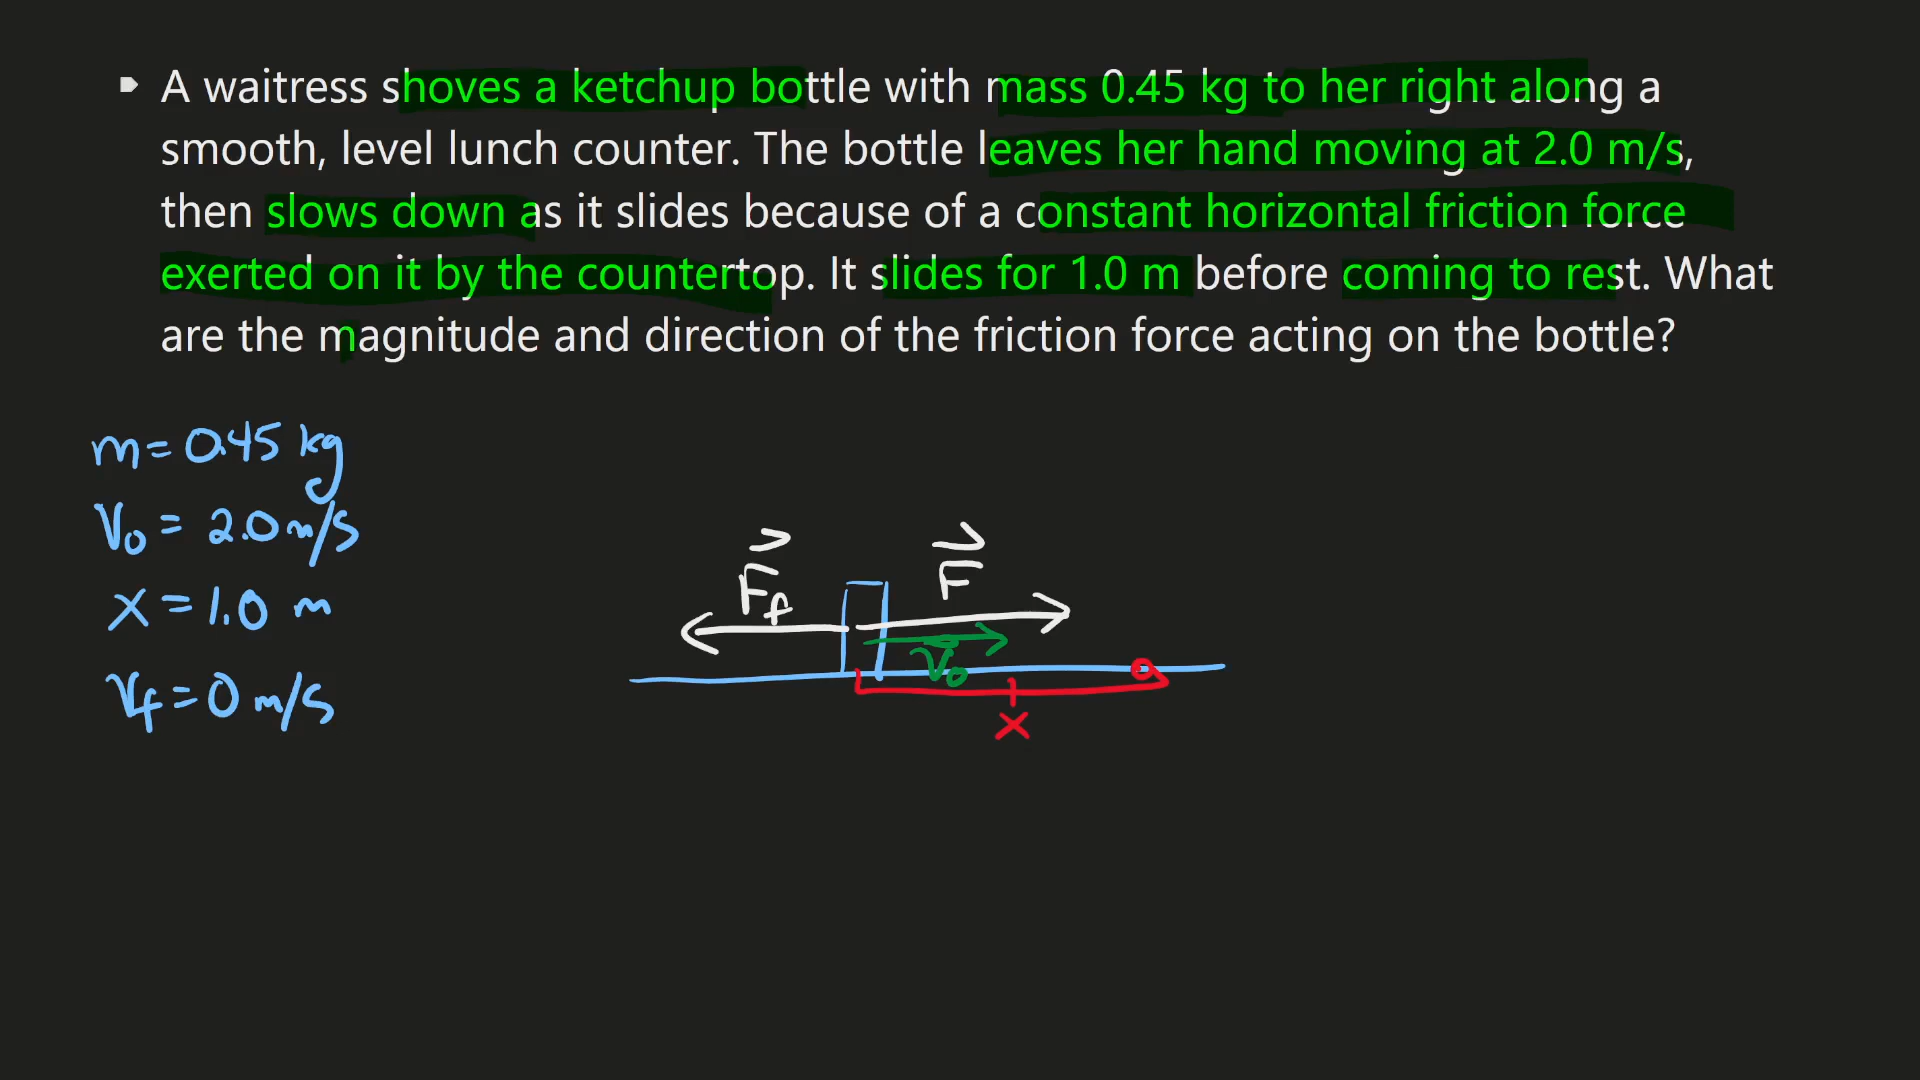 A waitress shoves a ketchup bottle with mass 0.45 kg to her right along a
smooth, level lunch counter. The bottle leaves her hand moving at 2.0 m/s,
then slows down as it slides because of a constant horizontal friction force
exerted on it by the countertop. It slides for 1.0 m before coming to rest. What
are the magnitude and direction of the friction force acting on the bottle?
m = 0.45 kg
V₀ = 2.0 m/s
x = 1.0 m
V_f = 0 m/s
F_f
F
V₀
x